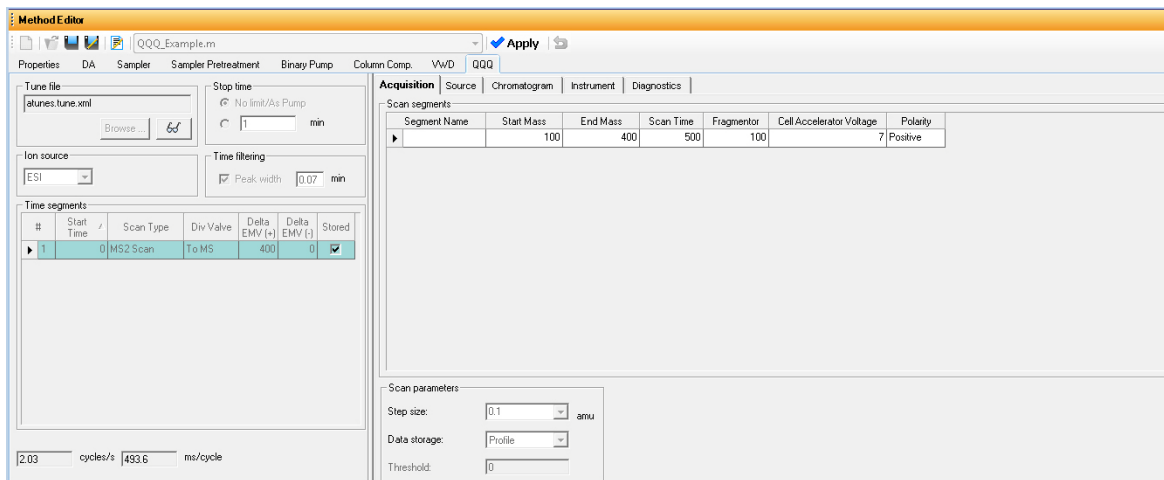 Method Editor
QQQ_Example.m Apply
Properties DA Sampler Sampler Pretreatment Binary Pump Column Comp. VWD QQQ
Tune file
atunes.tune.xml
Browse ...
Stop time
No limit/As Pump
1 min
Ion source
ESI
Time filtering
Peak width 0.07 min
Time segments
# Start Time Scan Type Div Valve Delta EMV (+) Delta EMV (-) Stored
1 0 MS2 Scan To MS 400 0
2.03 cycles/s 493.6 ms/cycle
Acquisition Source Chromatogram Instrument Diagnostics
Scan segments
Segment Name Start Mass End Mass Scan Time Fragmentor Cell Accelerator Voltage Polarity
100 400 500 100 7 Positive
Scan parameters
Step size: 0.1 amu
Data storage: Profile
Threshold: 0